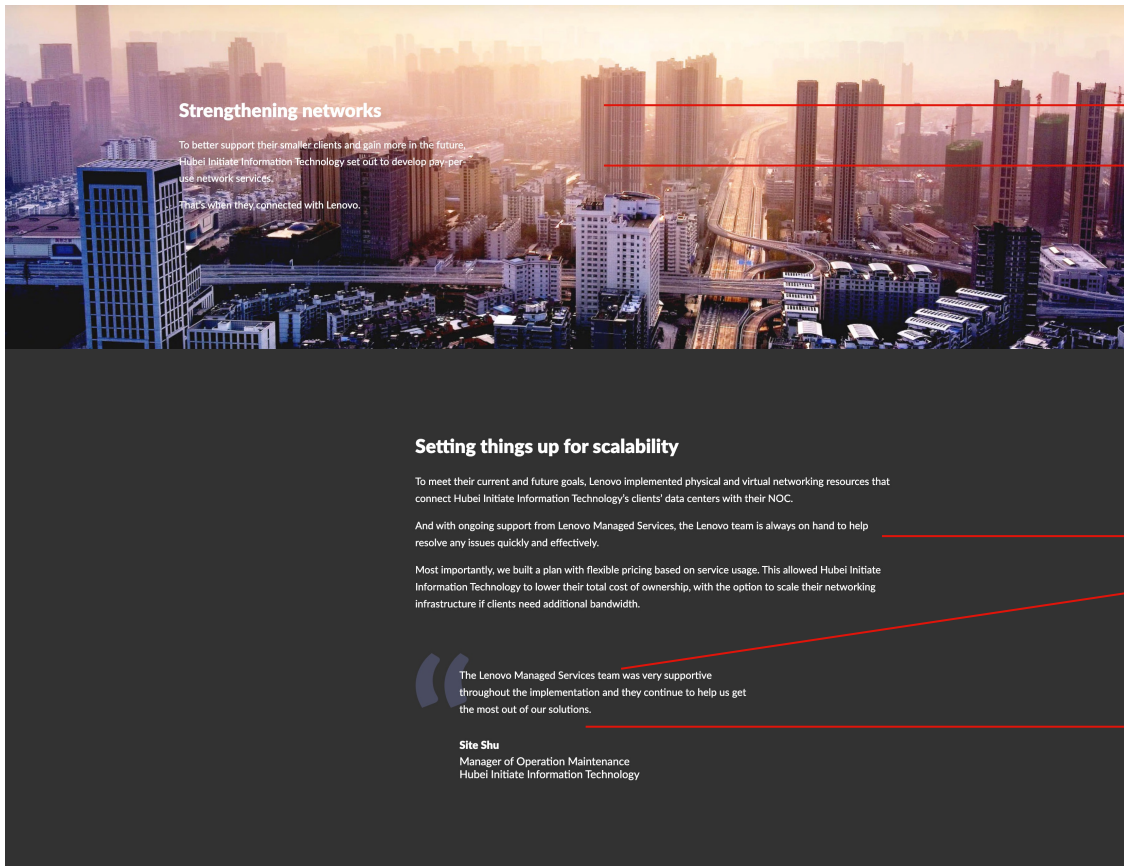 Strengthening networks
To better support their smaller clients and gain more in the future,
Hubei Initiate Information Technology set out to develop pay-per-
use network services.
That's when they connected with Lenovo.
Setting things up for scalability
To meet their current and future goals, Lenovo implemented physical and virtual networking resources that
connect Hubei Initiate Information Technology's clients' data centers with their NOC.
And with ongoing support from Lenovo Managed Services, the Lenovo team is always on hand to help
resolve any issues quickly and effectively.
Most importantly, we built a plan with flexible pricing based on service usage. This allowed Hubei Initiate
Information Technology to lower their total cost of ownership, with the option to scale their networking
infrastructure if clients need additional bandwidth.
“
The Lenovo Managed Services team was very supportive
throughout the implementation and they continue to help us get
the most out of our solutions.
Site Shu
Manager of Operation Maintenance
Hubei Initiate Information Technology